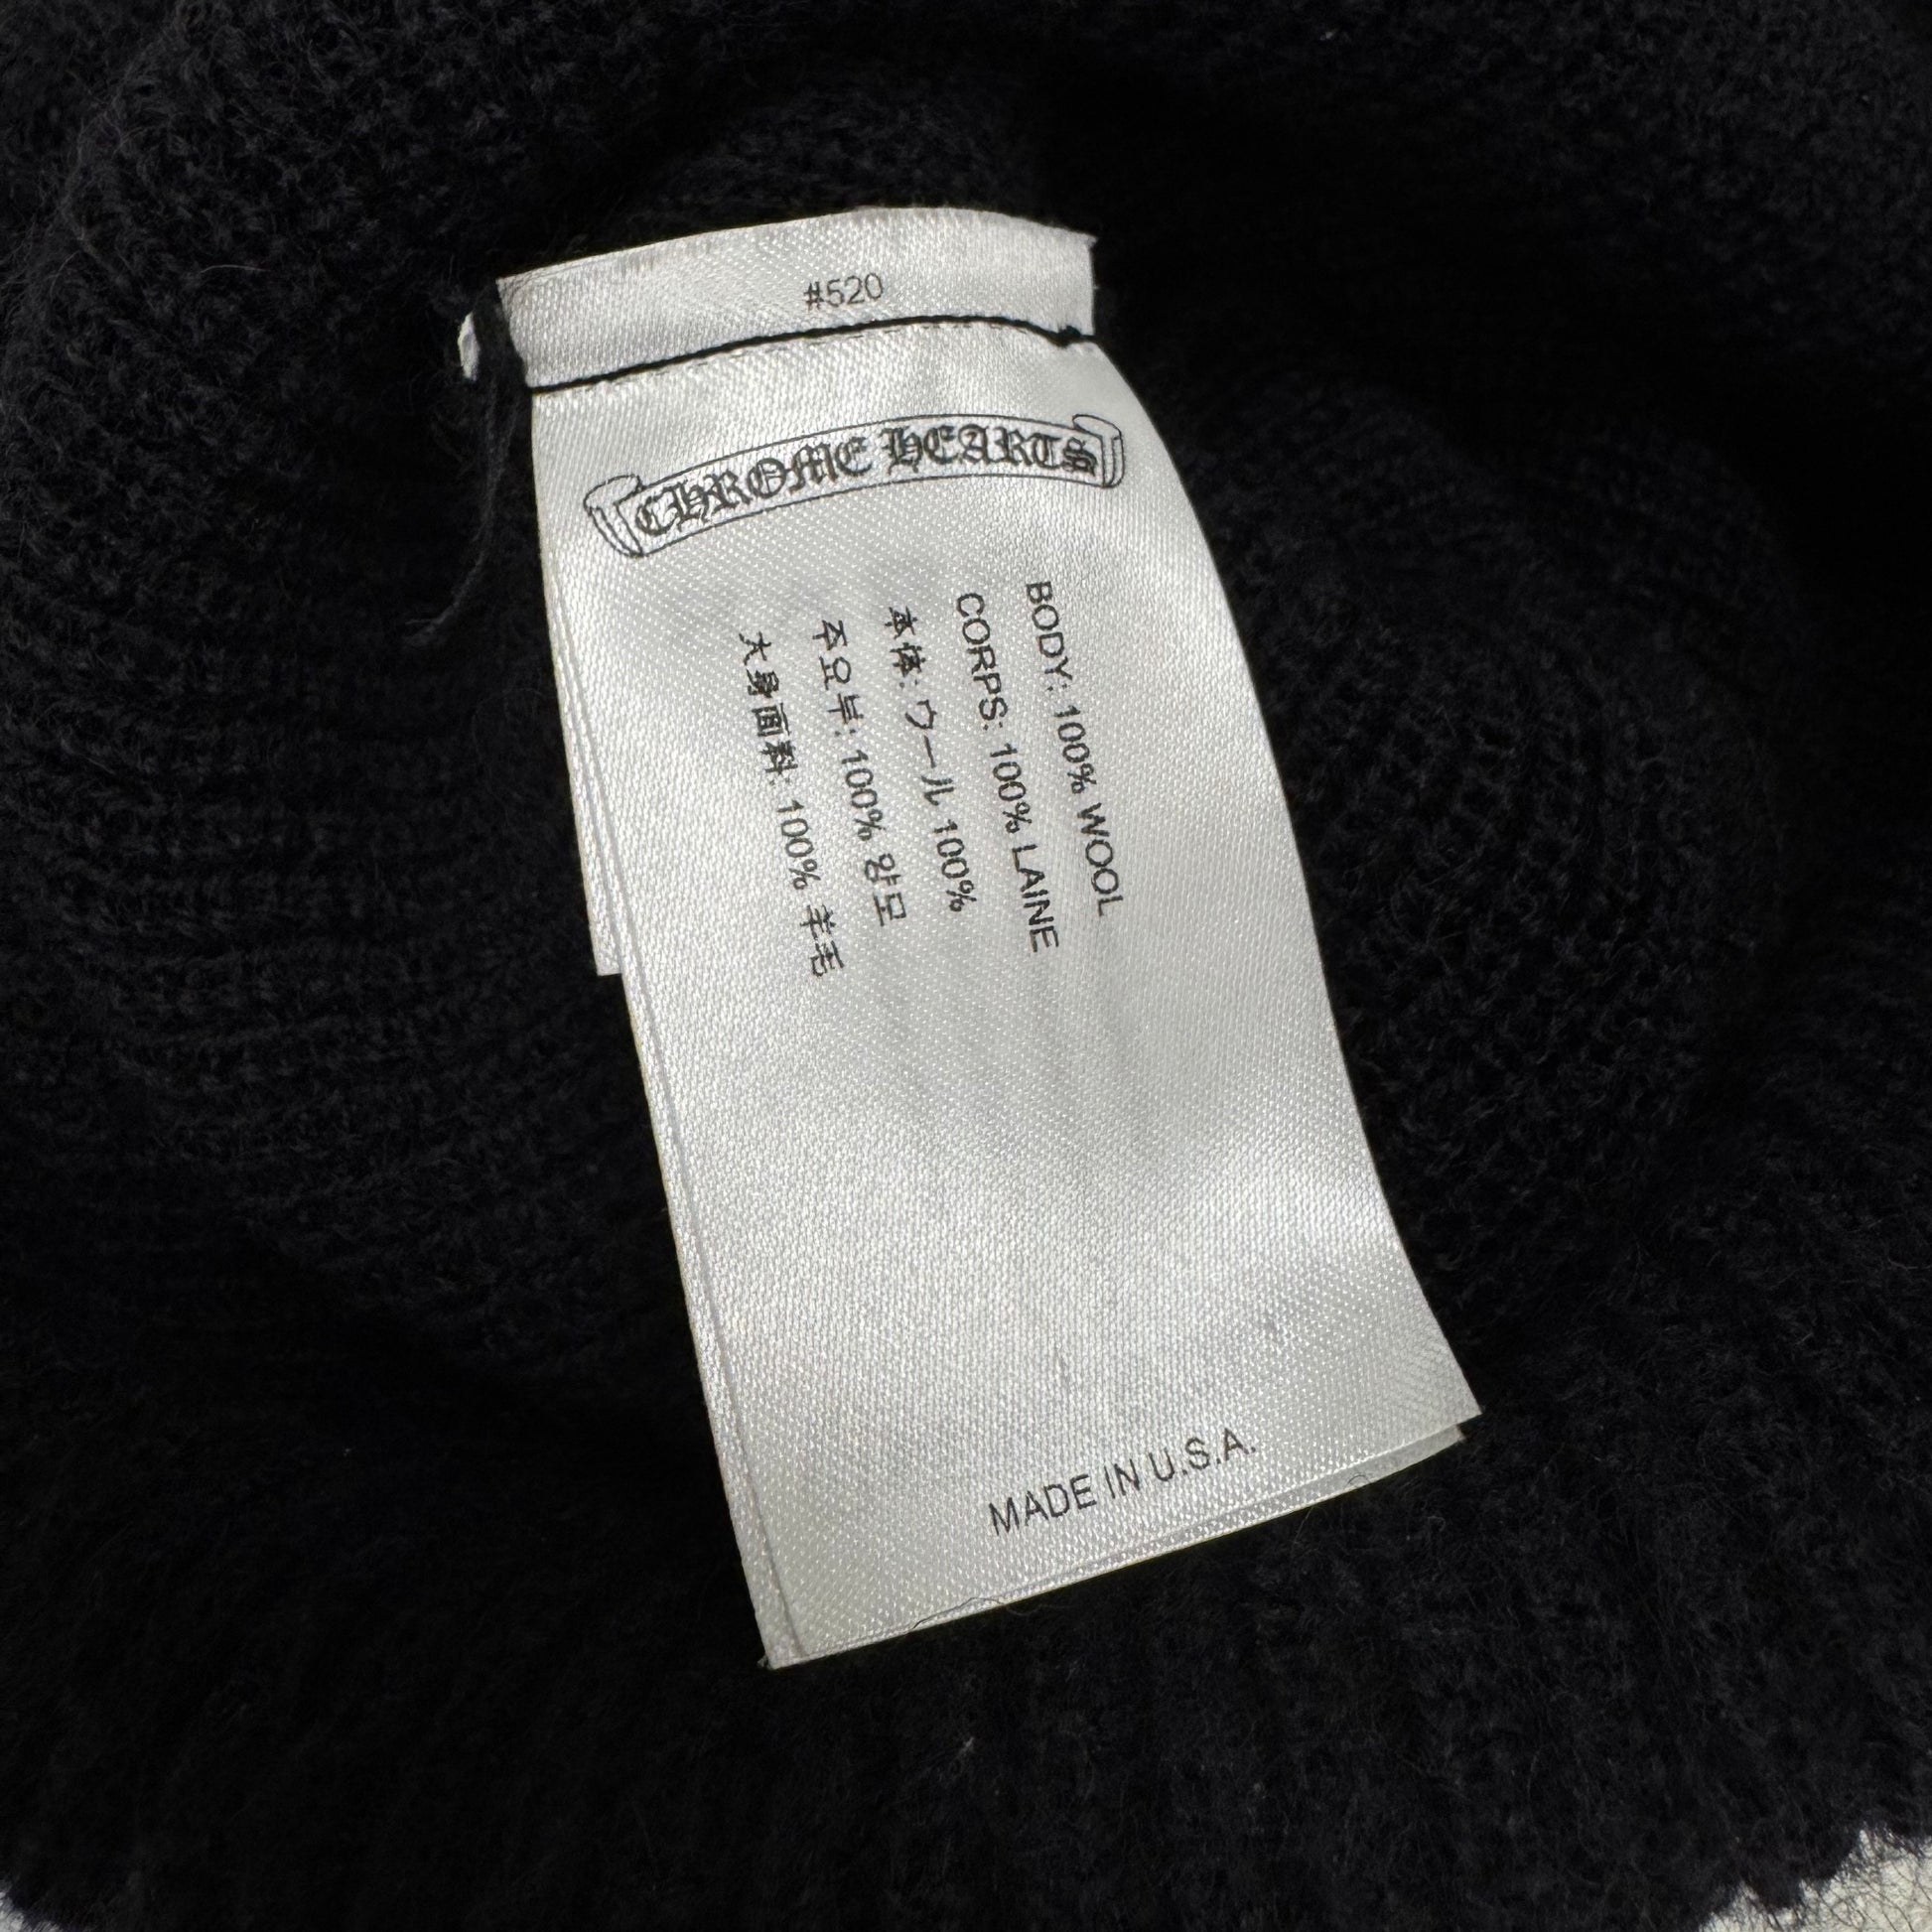 #520
CHROME HEARTS
BODY: 100% WOOL
CORPS: 100% LAINE
本体: ウール 100%
주요부: 100% 양모
大身面料: 100% 羊毛
MADE IN U.S.A.